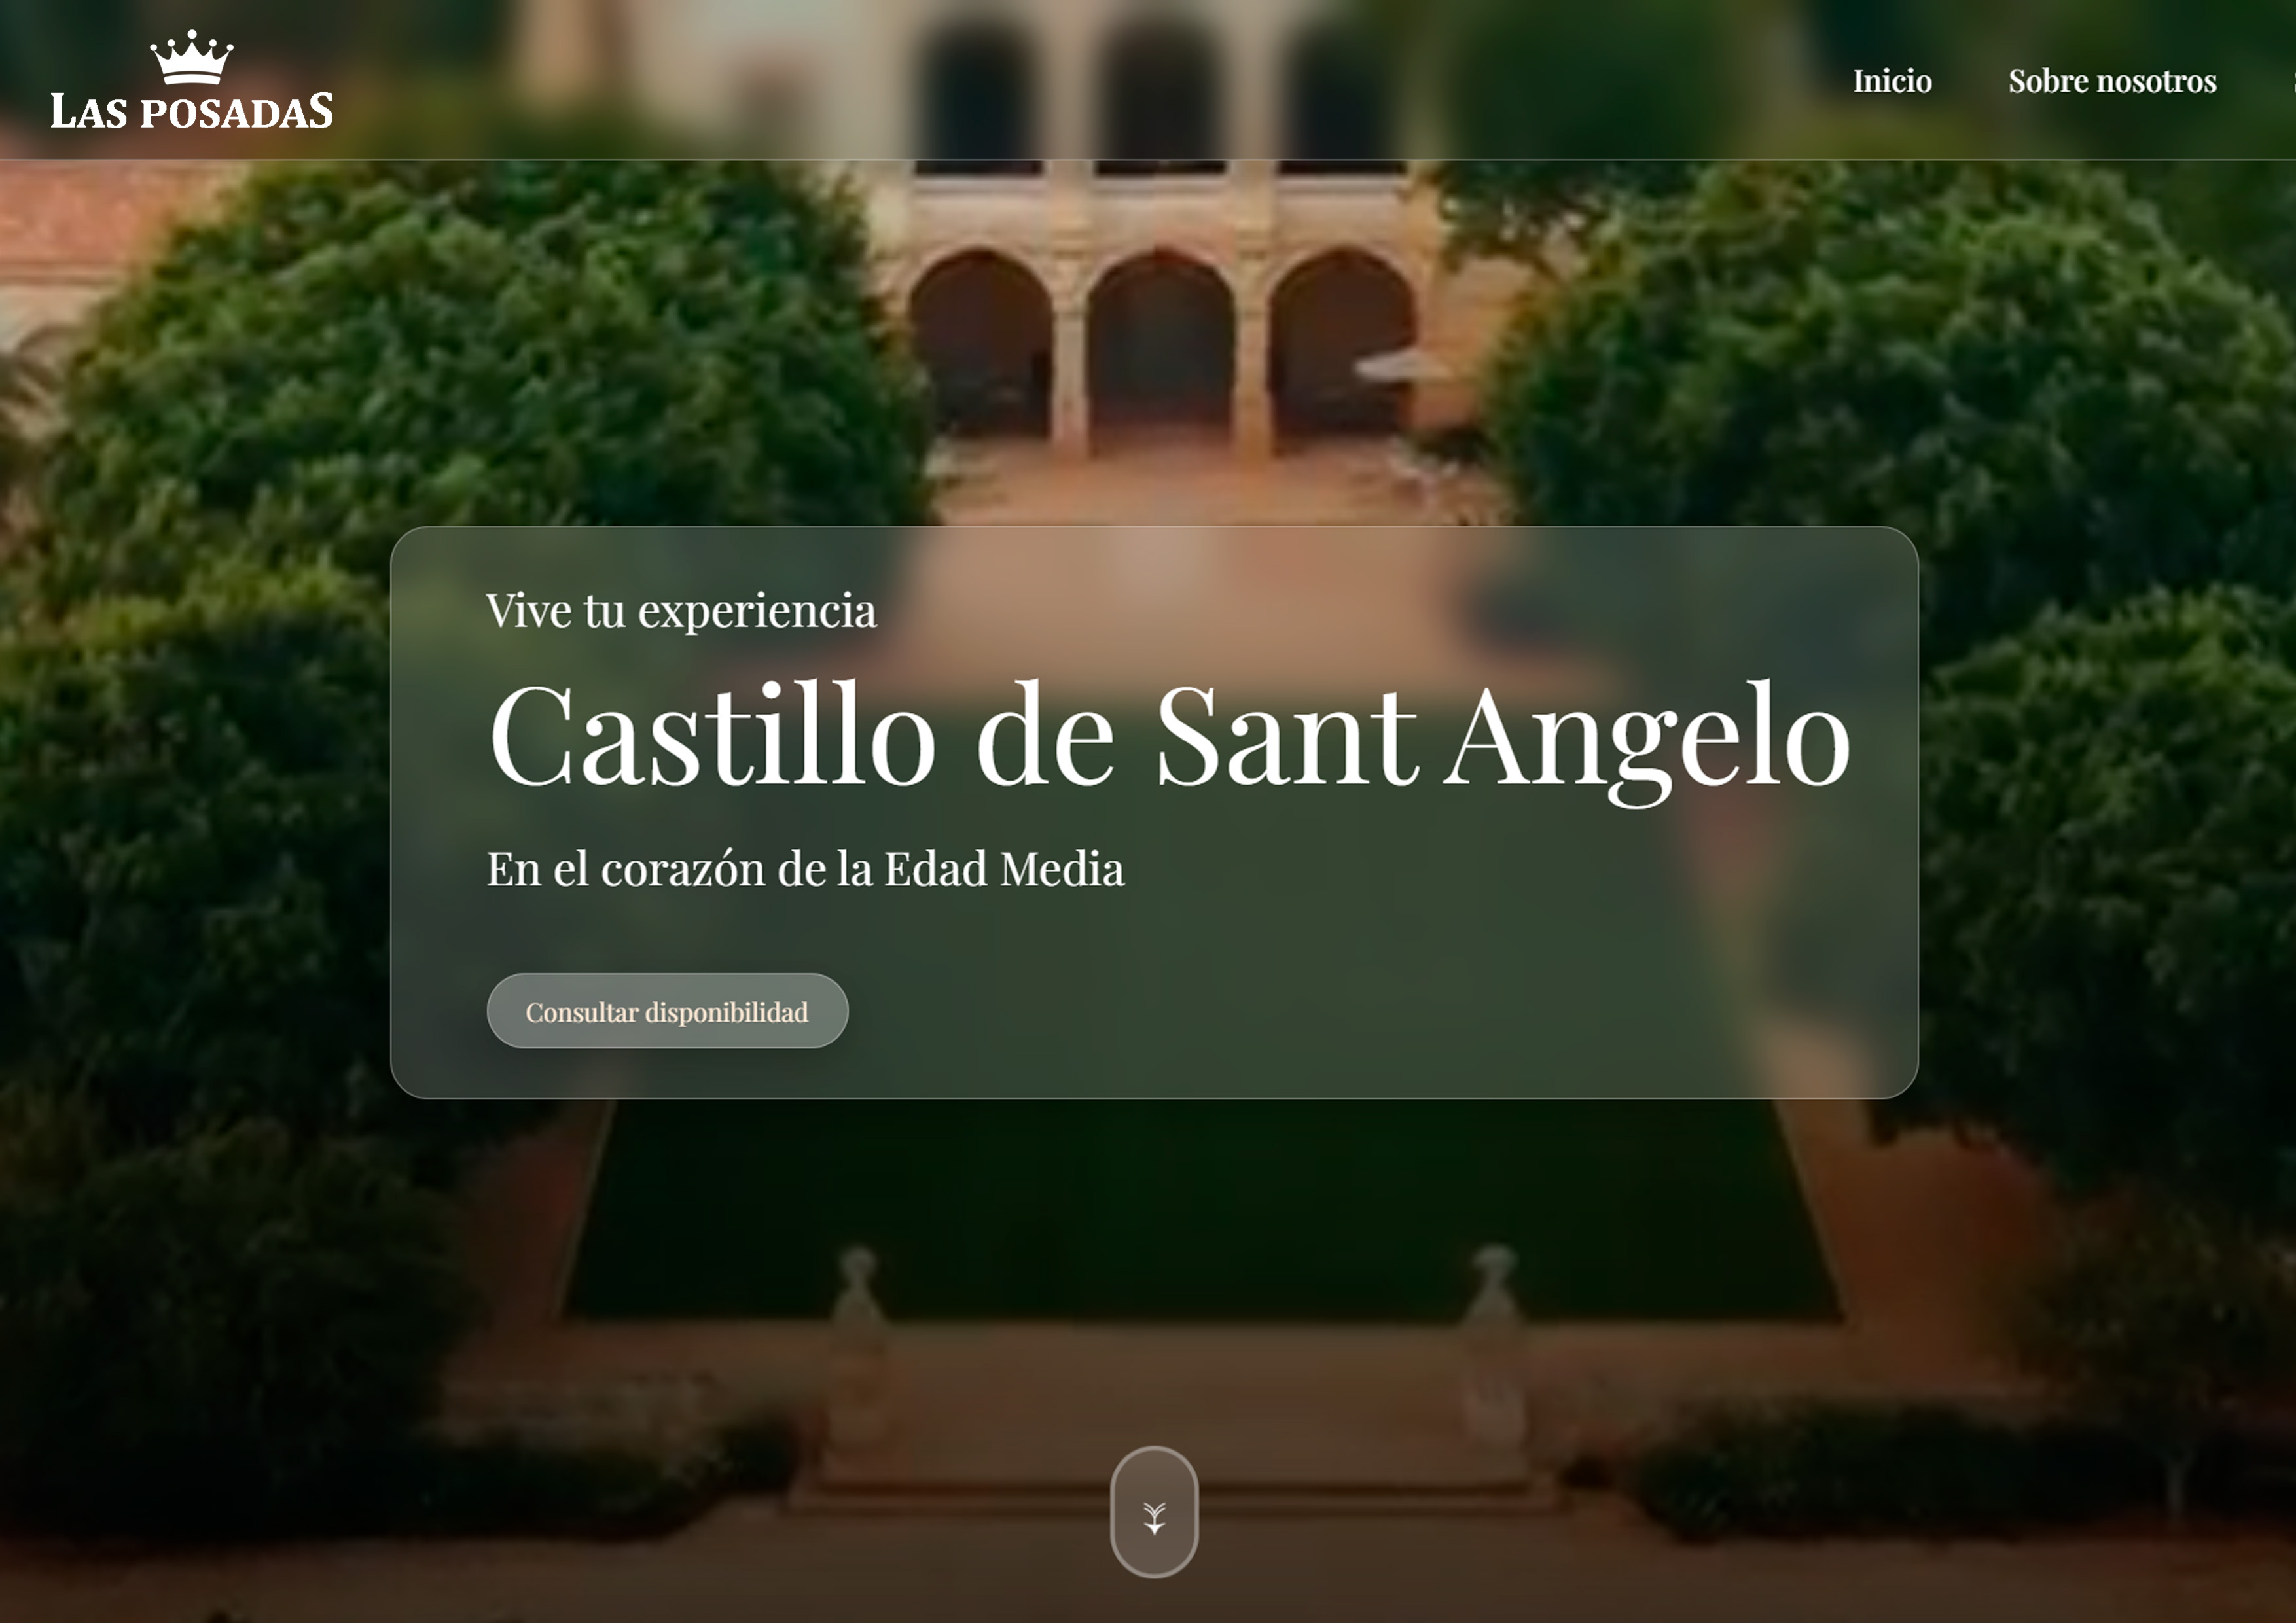 LAS POSADAS
Inicio
Sobre nosotros
Vive tu experiencia
Castillo de Sant Angelo
En el corazón de la Edad Media
Consultar disponibilidad